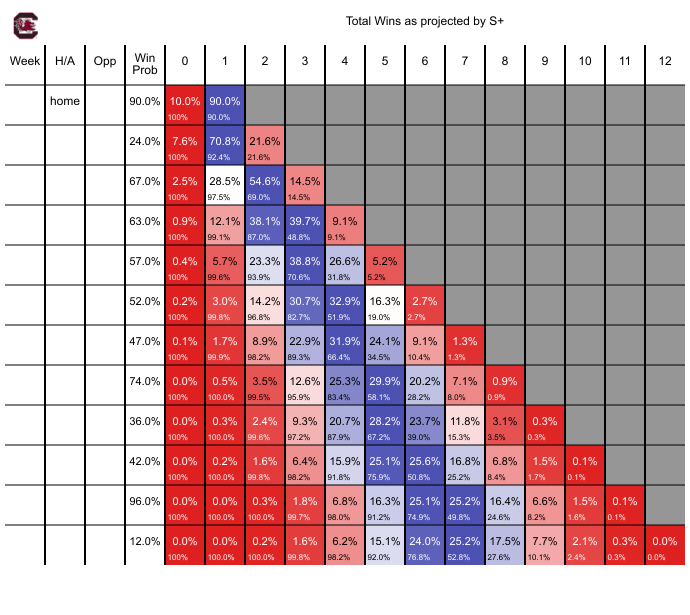 Total Wins as projected by S+
Week H/A Opp Win Prob 0 1 2 3 4 5 6 7 8 9 10 11 12
home 90.0% 10.0% 90.0%
100% 90.0%
24.0% 7.6% 70.8% 21.6%
100% 92.4% 21.6%
67.0% 2.5% 28.5% 54.6% 14.5%
100% 97.5% 69.0% 14.5%
63.0% 0.9% 12.1% 38.1% 39.7% 9.1%
100% 99.1% 87.0% 48.8% 9.1%
57.0% 0.4% 5.7% 23.3% 38.8% 26.6% 5.2%
100% 99.6% 93.9% 70.6% 31.8% 5.2%
52.0% 0.2% 3.0% 14.2% 30.7% 32.9% 16.3% 2.7%
100% 99.8% 96.8% 82.7% 51.9% 19.0% 2.7%
47.0% 0.1% 1.7% 8.9% 22.9% 31.9% 24.1% 9.1% 1.3%
100% 99.9% 98.2% 89.3% 66.4% 34.5% 10.4% 1.3%
74.0% 0.0% 0.5% 3.5% 12.6% 25.3% 29.9% 20.2% 7.1% 0.9%
100% 100.0% 99.5% 95.9% 83.4% 58.1% 28.2% 8.0% 0.9%
36.0% 0.0% 0.3% 2.4% 9.3% 20.7% 28.2% 23.7% 11.8% 3.1% 0.3%
100% 100.0% 99.6% 97.2% 87.9% 67.2% 39.0% 15.3% 3.5% 0.3%
42.0% 0.0% 0.2% 1.6% 6.4% 15.9% 25.1% 25.6% 16.8% 6.8% 1.5% 0.1%
100% 100.0% 99.8% 98.2% 91.8% 75.9% 50.8% 25.2% 8.4% 1.7% 0.1%
96.0% 0.0% 0.0% 0.3% 1.8% 6.8% 16.3% 25.1% 25.2% 16.4% 6.6% 1.5% 0.1%
100% 100.0% 100.0% 99.7% 98.0% 91.2% 74.9% 49.8% 24.6% 8.2% 1.6% 0.1%
12.0% 0.0% 0.0% 0.2% 1.6% 6.2% 15.1% 24.0% 25.2% 17.5% 7.7% 2.1% 0.3% 0.0%
100% 100.0% 100.0% 99.8% 98.2% 92.0% 76.8% 52.8% 27.6% 10.1% 2.4% 0.3% 0.0%